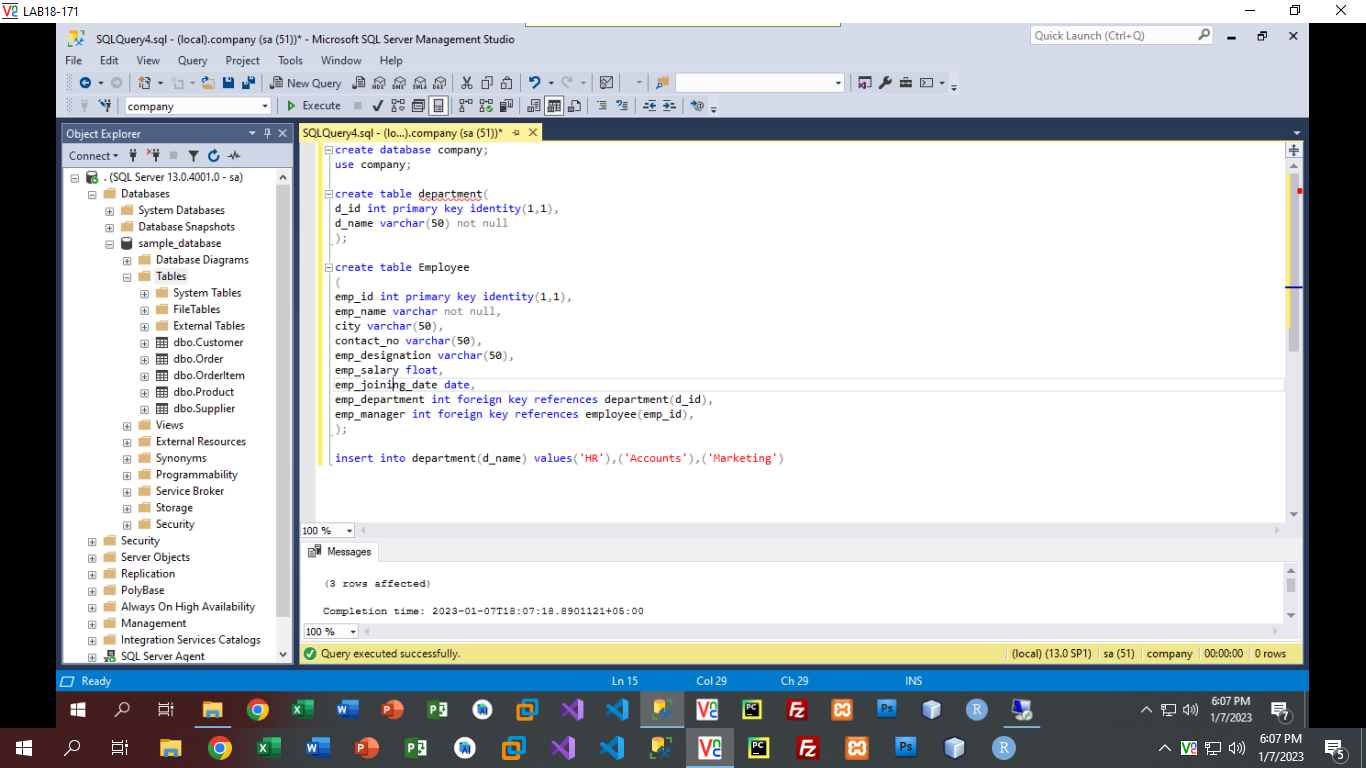 LAB18-171
SQLQuery4.sql - (local).company (sa (51))* - Microsoft SQL Server Management Studio
Quick Launch (Ctrl+Q)
File Edit View Query Project Tools Window Help
New Query
company
Execute
Object Explorer
Connect
. (SQL Server 13.0.4001.0 - sa)
Databases
System Databases
Database Snapshots
sample_database
Database Diagrams
Tables
System Tables
FileTables
External Tables
dbo.Customer
dbo.Order
dbo.OrderItem
dbo.Product
dbo.Supplier
Views
External Resources
Synonyms
Programmability
Service Broker
Storage
Security
Security
Server Objects
Replication
PolyBase
Always On High Availability
Management
Integration Services Catalogs
SQL Server Agent
SQLQuery4.sql - (lo...).company (sa (51))*
create database company;
use company;
create table department(
d_id int primary key identity(1,1),
d_name varchar(50) not null
);
create table Employee
(
emp_id int primary key identity(1,1),
emp_name varchar not null,
city varchar(50),
contact_no varchar(50),
emp_designation varchar(50),
emp_salary float,
emp_joining_date date,
emp_department int foreign key references department(d_id),
emp_manager int foreign key references employee(emp_id),
);
insert into department(d_name) values('HR'),('Accounts'),('Marketing')
100 %
Messages
(3 rows affected)
Completion time: 2023-01-07T18:07:18.8901121+05:00
100 %
Query executed successfully.
(local) (13.0 SP1) sa (51) company 00:00:00 0 rows
Ready Ln 15 Col 29 Ch 29 INS
6:07 PM
1/7/2023
7
6:07 PM
1/7/2023
5